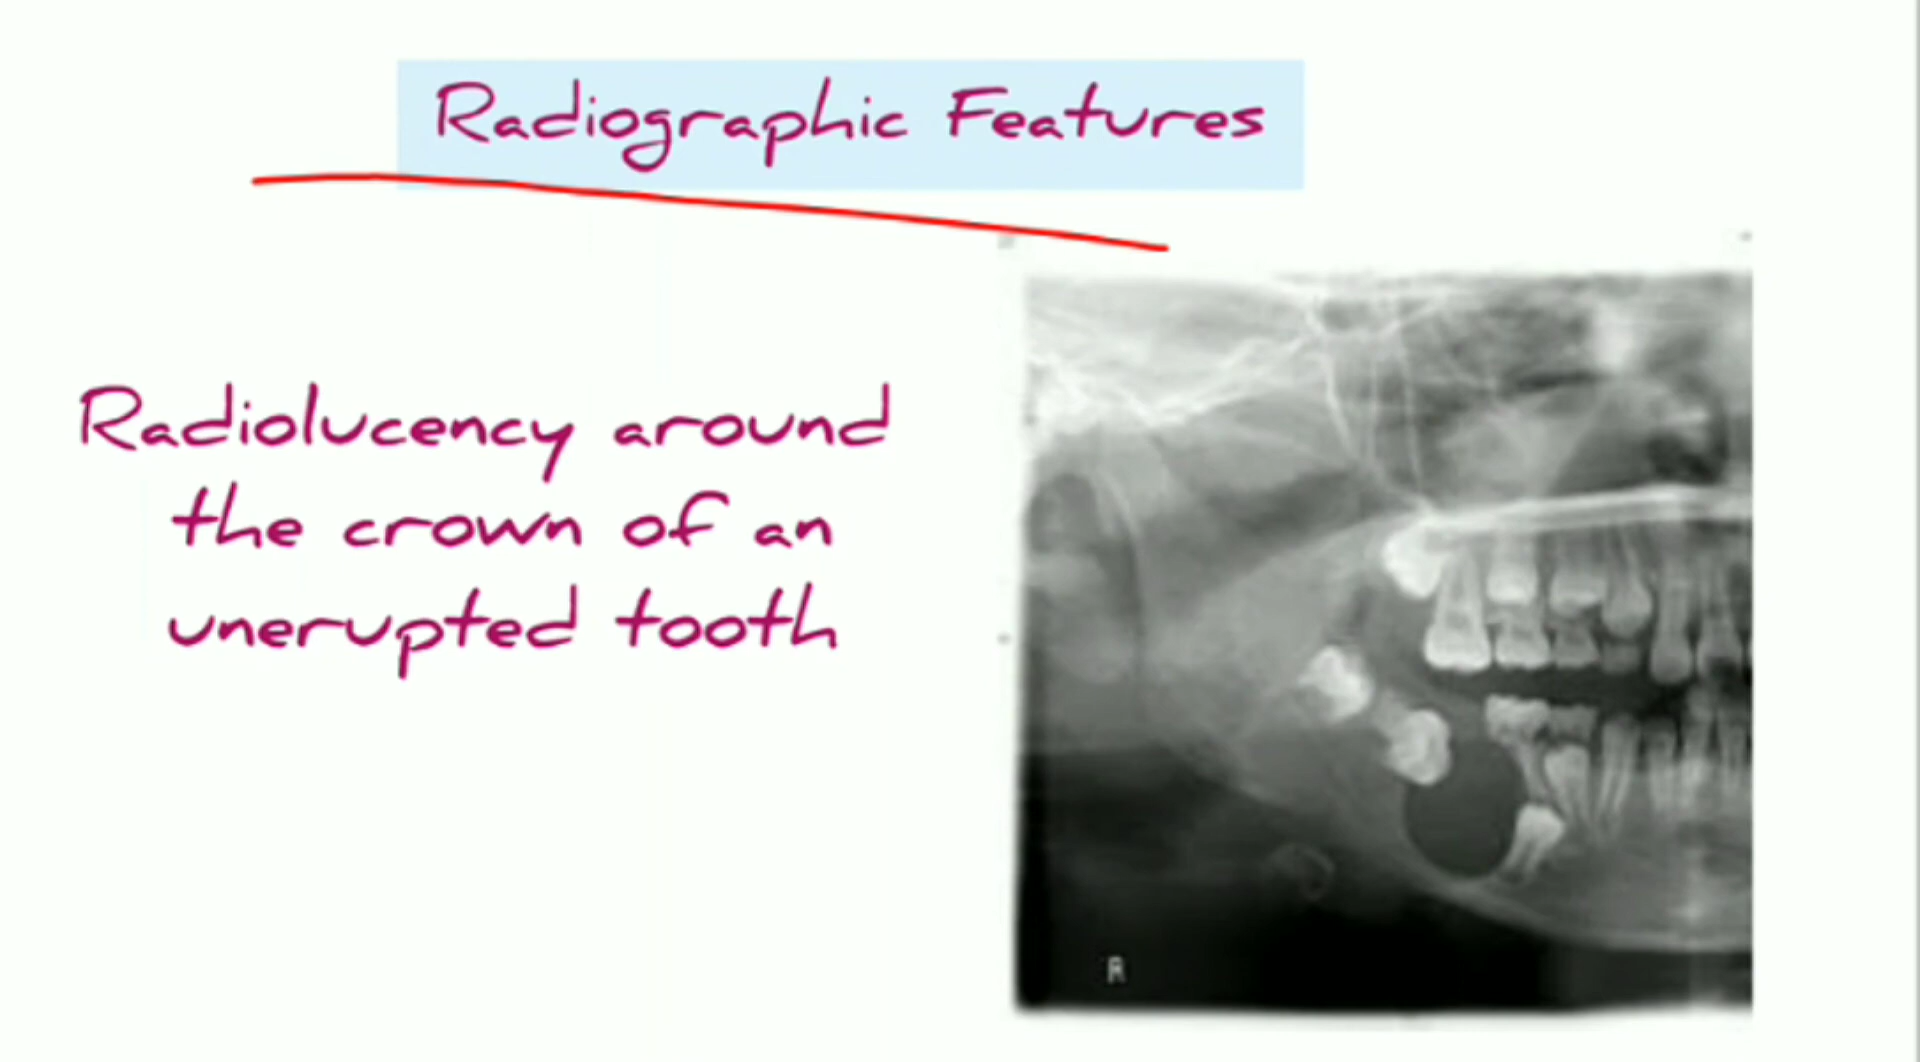 Radiographic Features
Radiolucency around
the crown of an
unerupted tooth
R